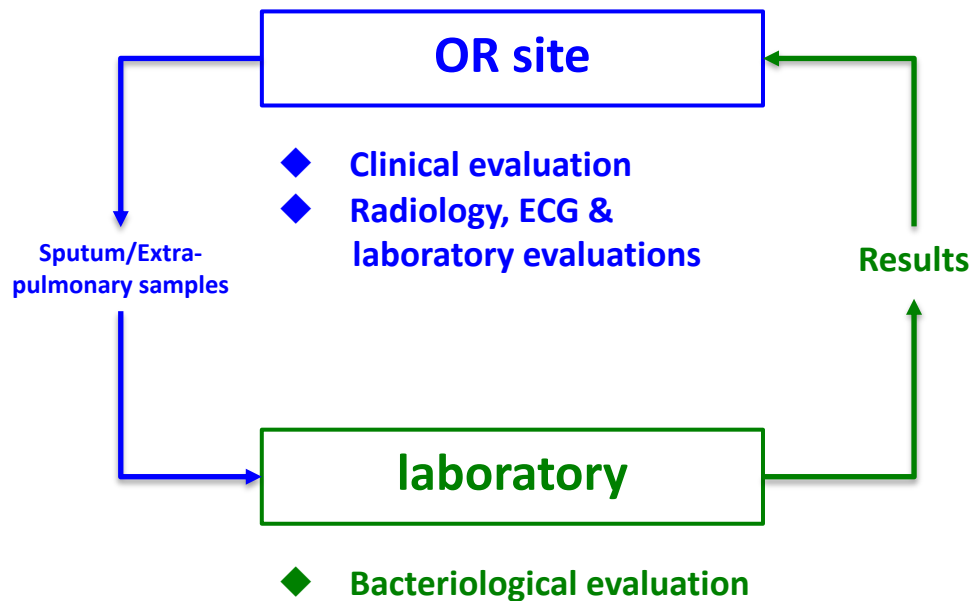 OR site
◆ Clinical evaluation
◆ Radiology, ECG &
laboratory evaluations
Sputum/Extra-
pulmonary samples
Results
laboratory
◆ Bacteriological evaluation